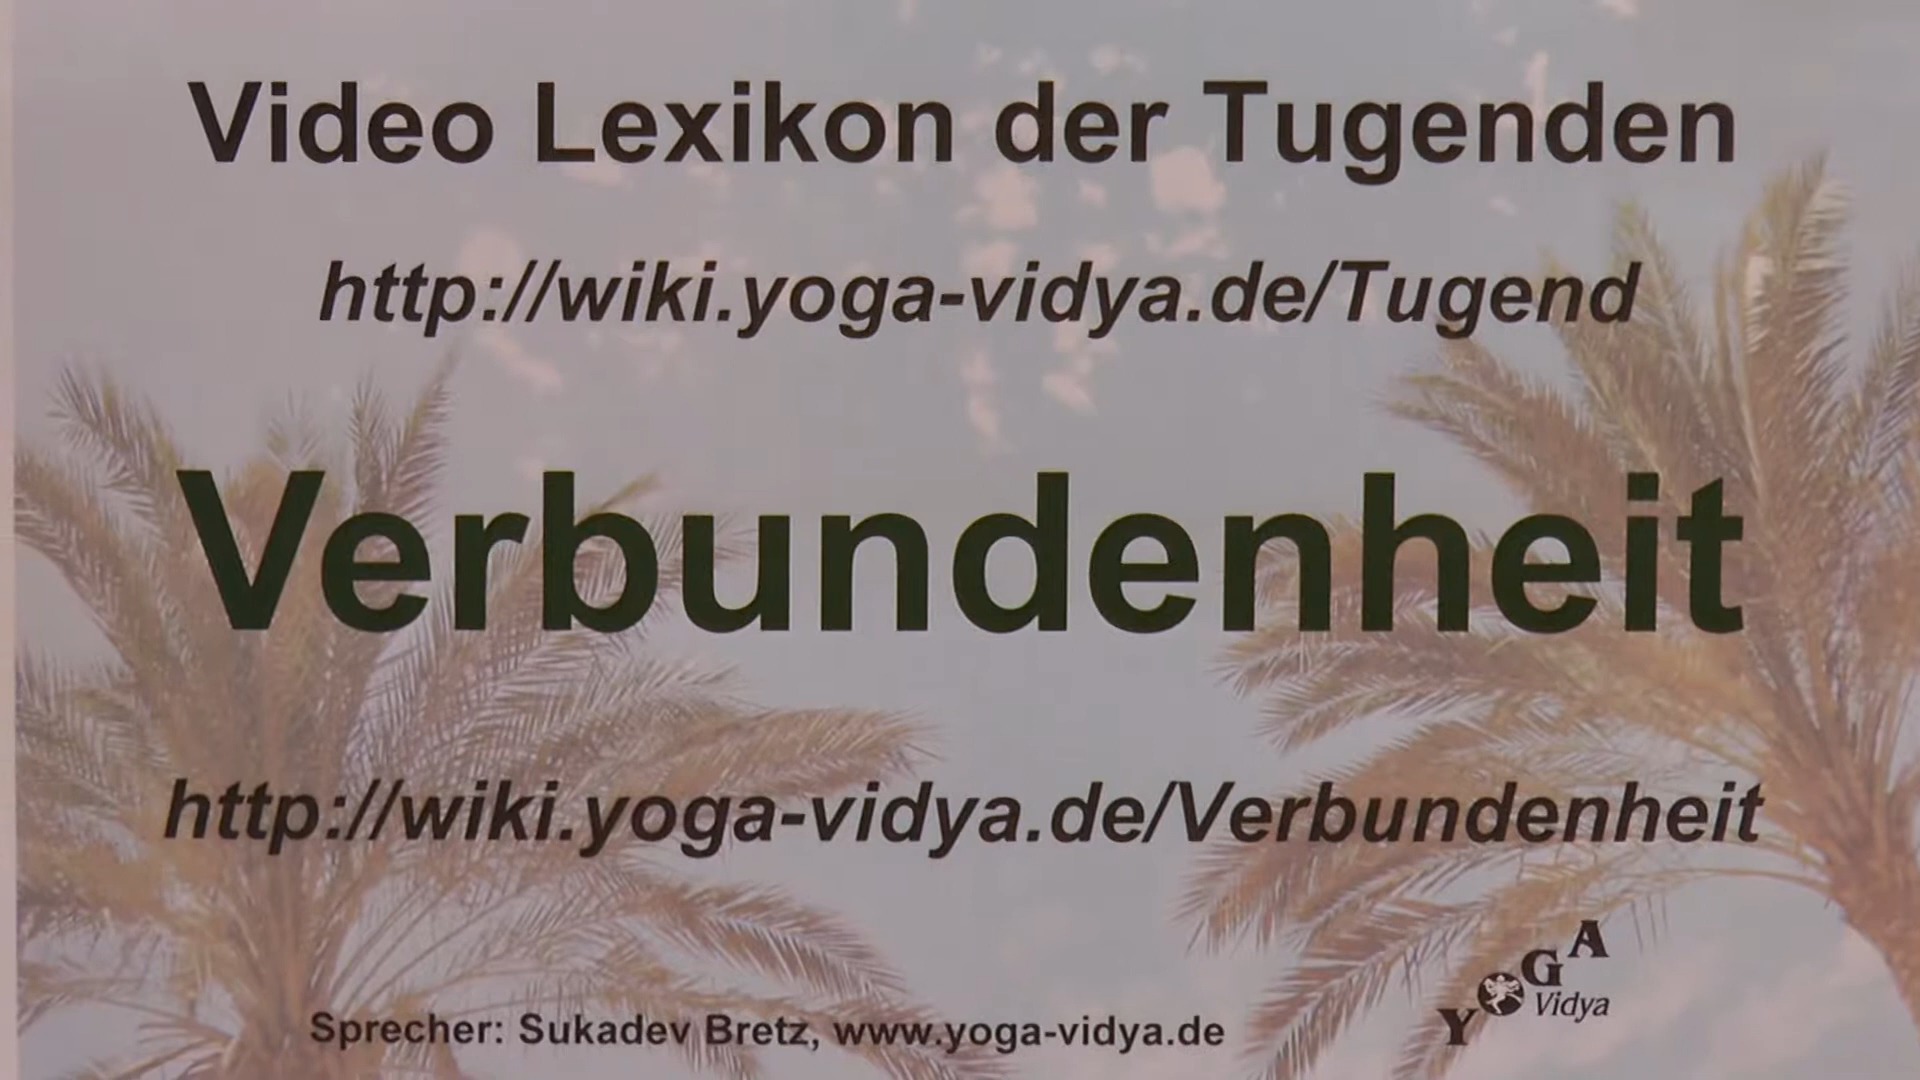 Video Lexikon der Tugenden
http://wiki.yoga-vidya.de/Tugend
Verbundenheit
http://wiki.yoga-vidya.de/Verbundenheit
Sprecher: Sukadev Bretz, www.yoga-vidya.de
YOGA
Vidya